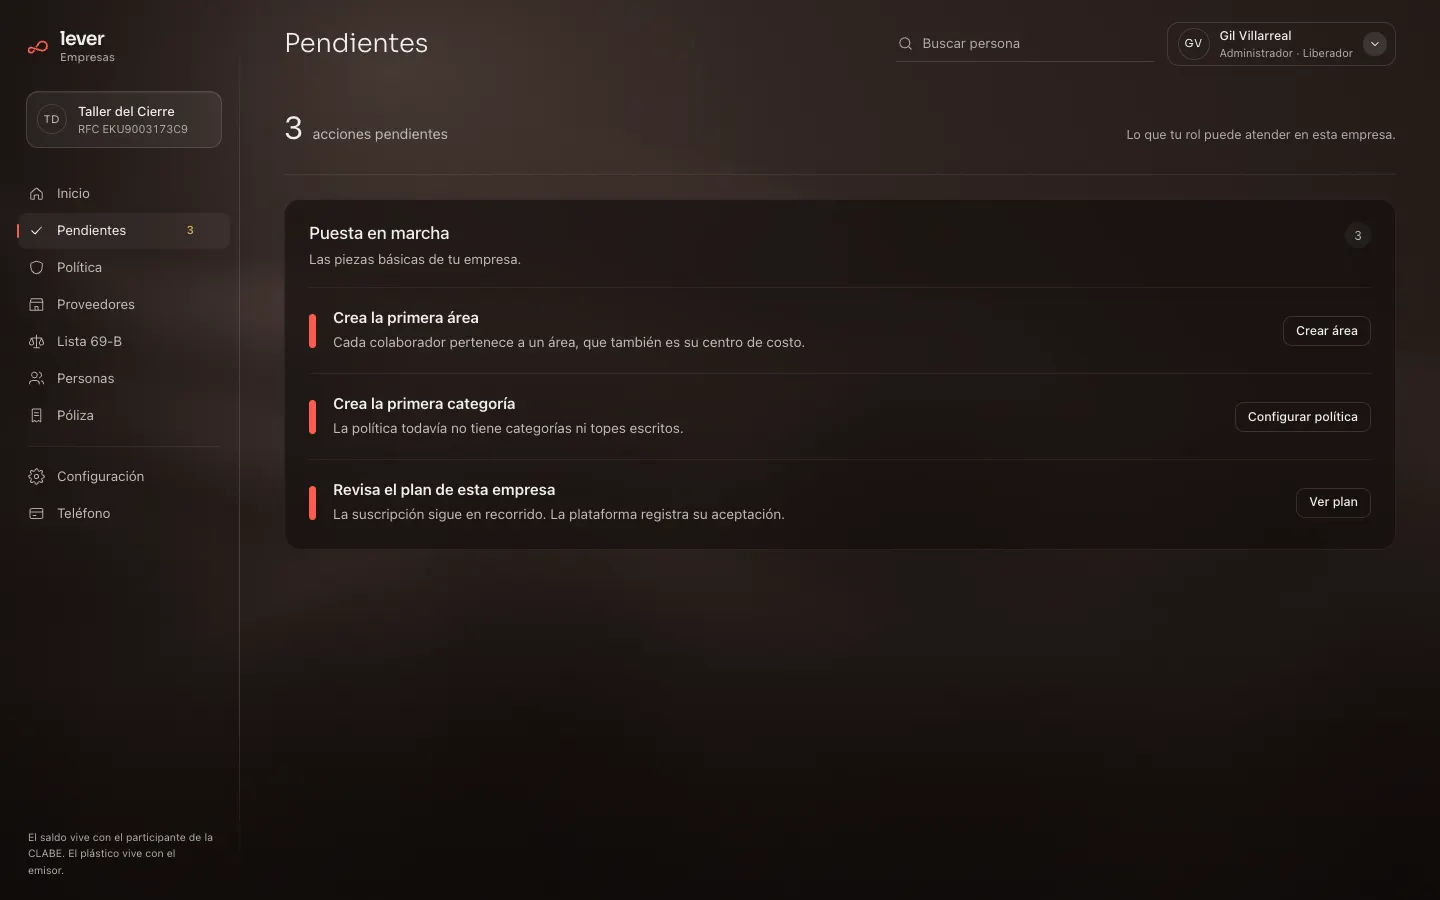 lever
Empresas
TD
Taller del Cierre
RFC EKU9003173C9
Inicio
Pendientes 3
Política
Proveedores
Lista 69-B
Personas
Póliza
Configuración
Teléfono
El saldo vive con el participante de la
CLABE. El plástico vive con el
emisor.
Pendientes
Buscar persona
GV
Gil Villarreal
Administrador · Liberador
3 acciones pendientes
Lo que tu rol puede atender en esta empresa.
Puesta en marcha
3
Las piezas básicas de tu empresa.
Crea la primera área
Cada colaborador pertenece a un área, que también es su centro de costo.
Crear área
Crea la primera categoría
La política todavía no tiene categorías ni topes escritos.
Configurar política
Revisa el plan de esta empresa
La suscripción sigue en recorrido. La plataforma registra su aceptación.
Ver plan